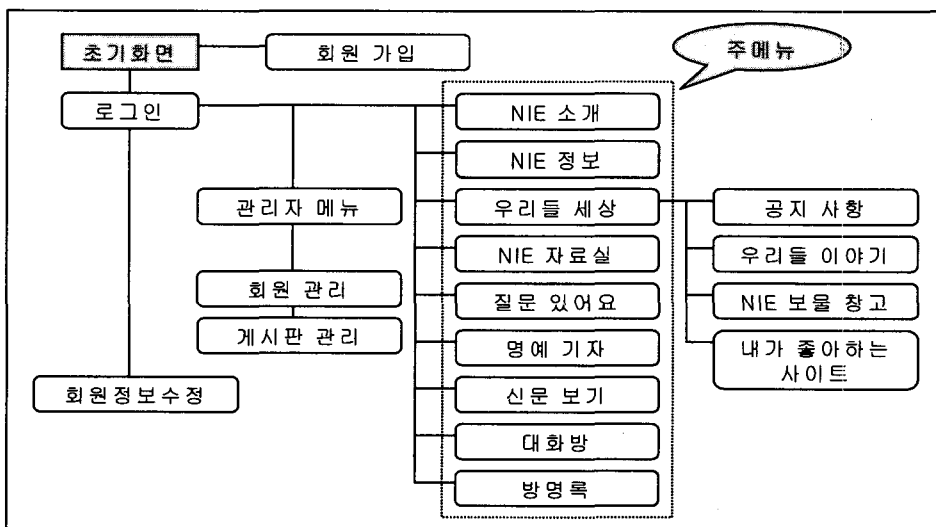 초기화면
회원 가입
주메뉴
로그인
NIE 소개
NIE 정보
관리자 메뉴
우리들 세상
공지 사항
NIE 자료실
우리들 이야기
회원 관리
질문 있어요
NIE 보물 창고
게시판 관리
명예 기자
내가 좋아하는
사이트
회원정보수정
신문 보기
대화방
방명록